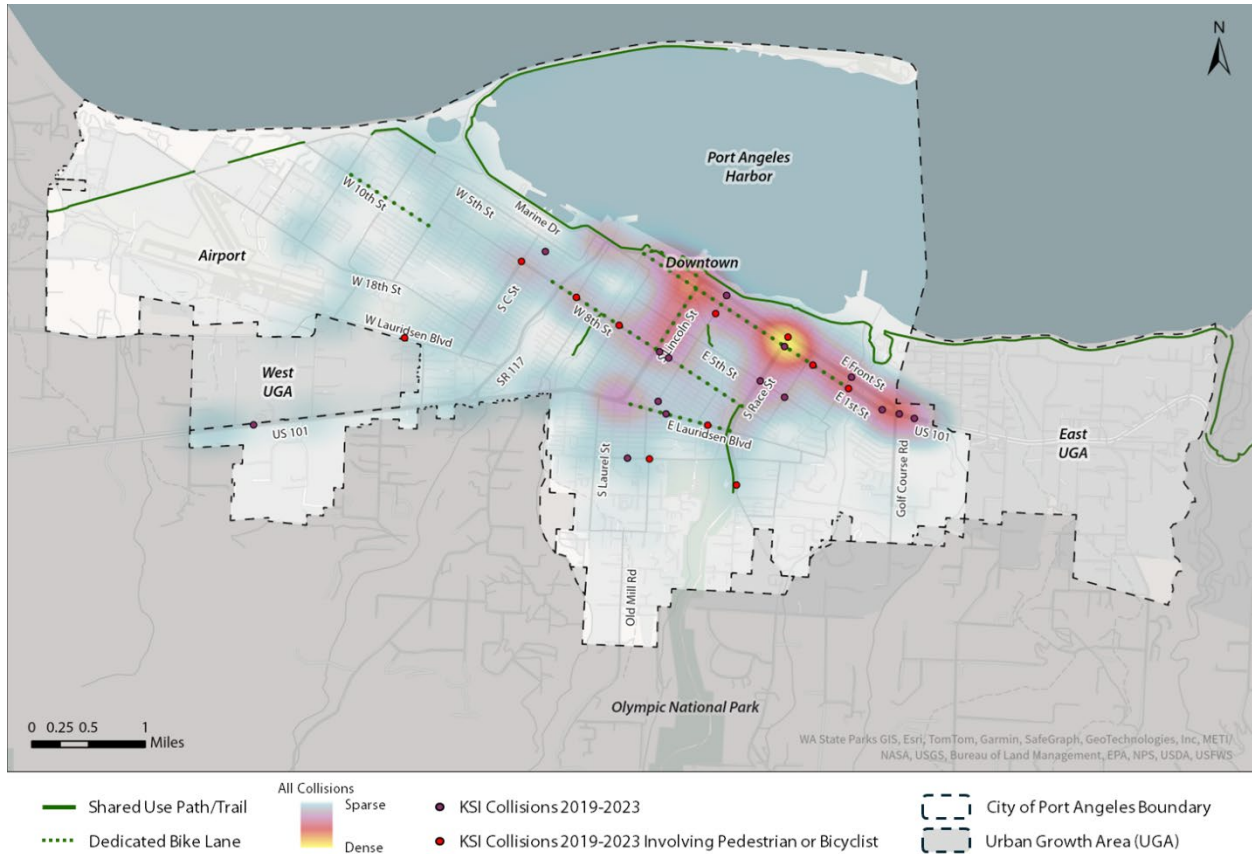 N
Port Angeles
Harbor
W 10th St
W 5th St
Marine Dr
Airport
Downtown
W 18th St
S C St
W 8th St
Lincoln St
E 5th St
E Front St
W Lauridsen Blvd
West
UGA
SR 117
S Race St
E 1st St
US 101
US 101
E Lauridsen Blvd
East
UGA
S Laurel St
Golf Course Rd
Old Mill Rd
Olympic National Park
0 0.25 0.5 1
Miles
WA State Parks GIS, Esri, TomTom, Garmin, SafeGraph, GeoTechnologies, Inc, METI/
NASA, USGS, Bureau of Land Management, EPA, NPS, USDA, USFWS
Shared Use Path/Trail
Dedicated Bike Lane
All Collisions
Sparse
Dense
KSI Collisions 2019-2023
KSI Collisions 2019-2023 Involving Pedestrian or Bicyclist
City of Port Angeles Boundary
Urban Growth Area (UGA)